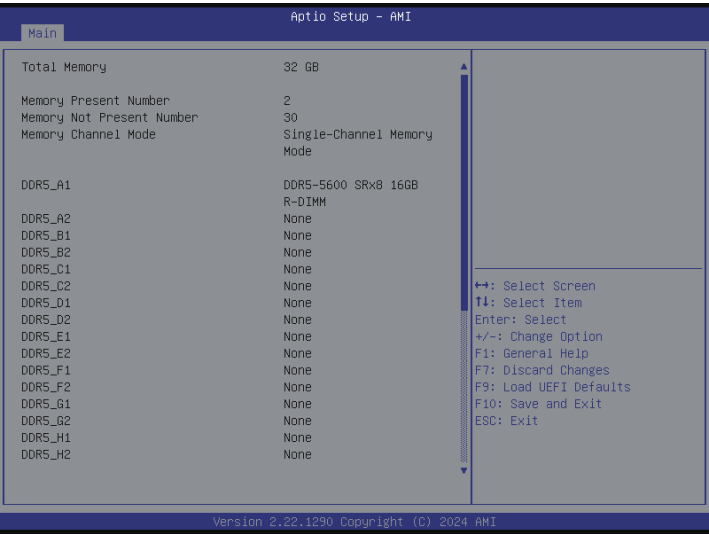 Aptio Setup – AMI
Main
Total Memory 32 GB
Memory Present Number 2
Memory Not Present Number 30
Memory Channel Mode Single-Channel Memory
Mode
DDR5_A1 DDR5-5600 SRx8 16GB
R-DIMM
DDR5_A2 None
DDR5_B1 None
DDR5_B2 None
DDR5_C1 None
DDR5_C2 None
DDR5_D1 None
DDR5_D2 None
DDR5_E1 None
DDR5_E2 None
DDR5_F1 None
DDR5_F2 None
DDR5_G1 None
DDR5_G2 None
DDR5_H1 None
DDR5_H2 None
↔: Select Screen
↑↓: Select Item
Enter: Select
+/-: Change Option
F1: General Help
F7: Discard Changes
F9: Load UEFI Defaults
F10: Save and Exit
ESC: Exit
Version 2.22.1290 Copyright (C) 2024 AMI